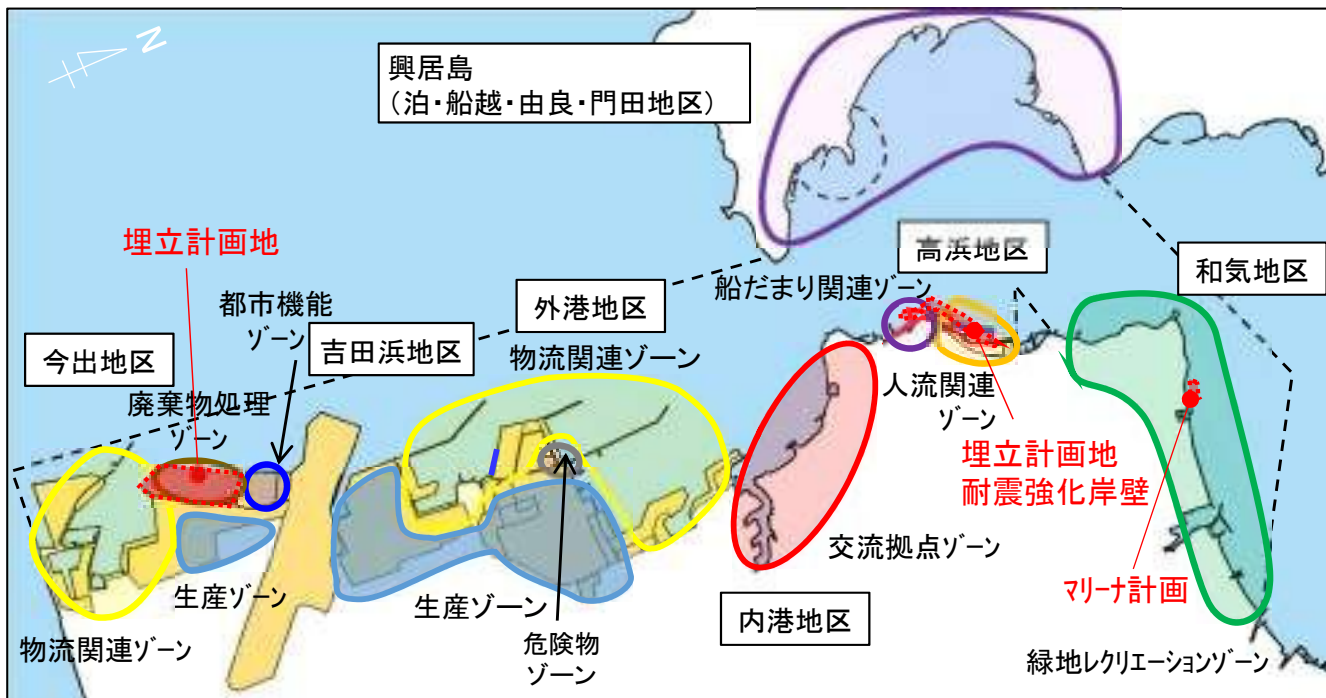 N
興居島
（泊・船越・由良・門田地区）
高浜地区
和気地区
埋立計画地
都市機能
ゾーン
外港地区
船だまり関連ゾーン
今出地区
吉田浜地区
物流関連ゾーン
廃棄物処理
ゾーン
人流関連
ゾーン
埋立計画地
耐震強化岸壁
交流拠点ゾーン
マリーナ計画
生産ゾーン
生産ゾーン
内港地区
物流関連ゾーン
危険物
ゾーン
緑地レクリエーションゾーン